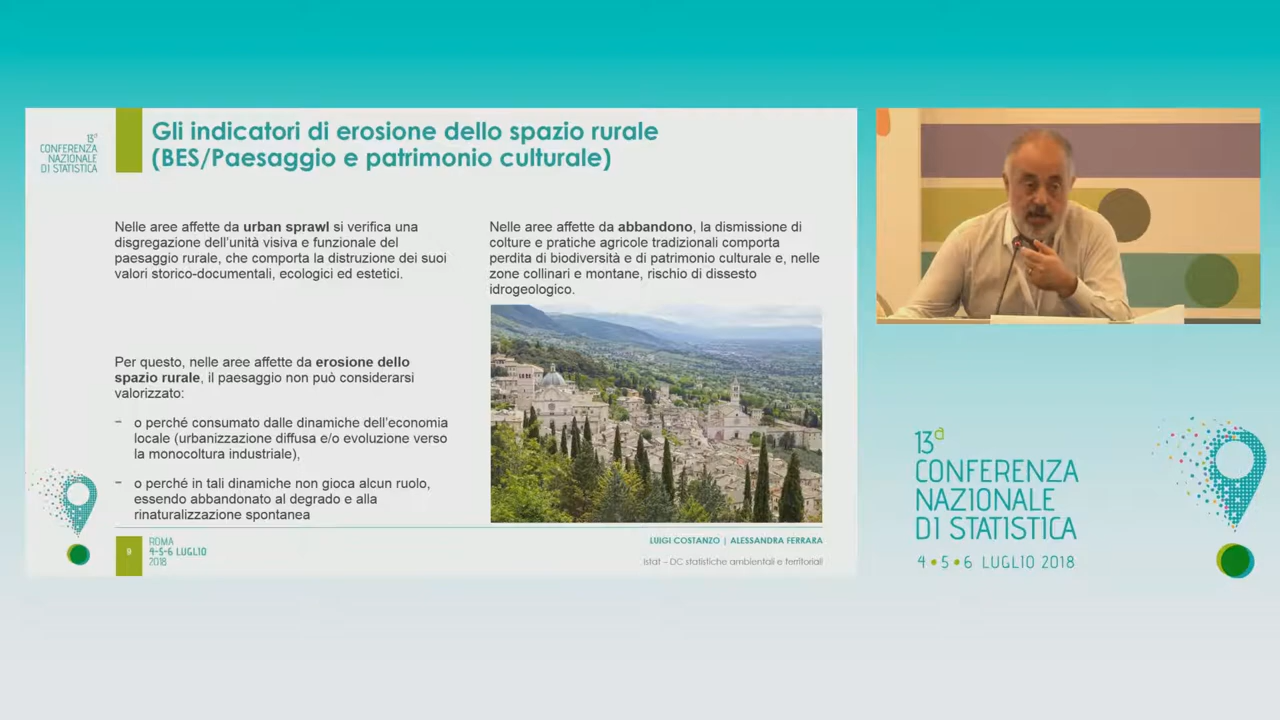 13ª
CONFERENZA
NAZIONALE
DI STATISTICA
Gli indicatori di erosione dello spazio rurale
(BES/Paesaggio e patrimonio culturale)
Nelle aree affette da urban sprawl si verifica una
disgregazione dell'unità visiva e funzionale del
paesaggio rurale, che comporta la distruzione dei suoi
valori storico-documentali, ecologici ed estetici.
Per questo, nelle aree affette da erosione dello
spazio rurale, il paesaggio non può considerarsi
valorizzato:
− o perché consumato dalle dinamiche dell'economia
locale (urbanizzazione diffusa e/o evoluzione verso
la monocoltura industriale),
− o perché in tali dinamiche non gioca alcun ruolo,
essendo abbandonato al degrado e alla
rinaturalizzazione spontanea
Nelle aree affette da abbandono, la dismissione di
colture e pratiche agricole tradizionali comporta
perdita di biodiversità e di patrimonio culturale e, nelle
zone collinari e montane, rischio di dissesto
idrogeologico.
9
ROMA
4-5-6 LUGLIO
2018
LUIGI COSTANZO | ALESSANDRA FERRARA
Istat – DC statistiche ambientali e territoriali
13ª
CONFERENZA
NAZIONALE
DI STATISTICA
4•5•6 LUGLIO 2018